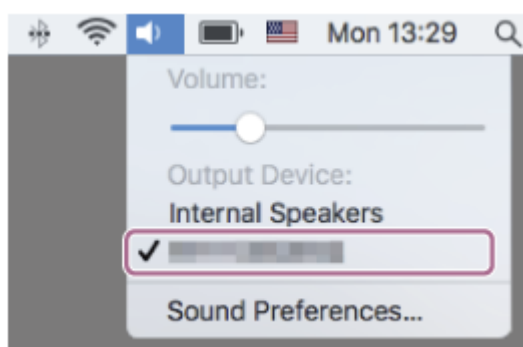 Mon 13:29
Volume:
Output Device:
Internal Speakers
Sound Preferences...